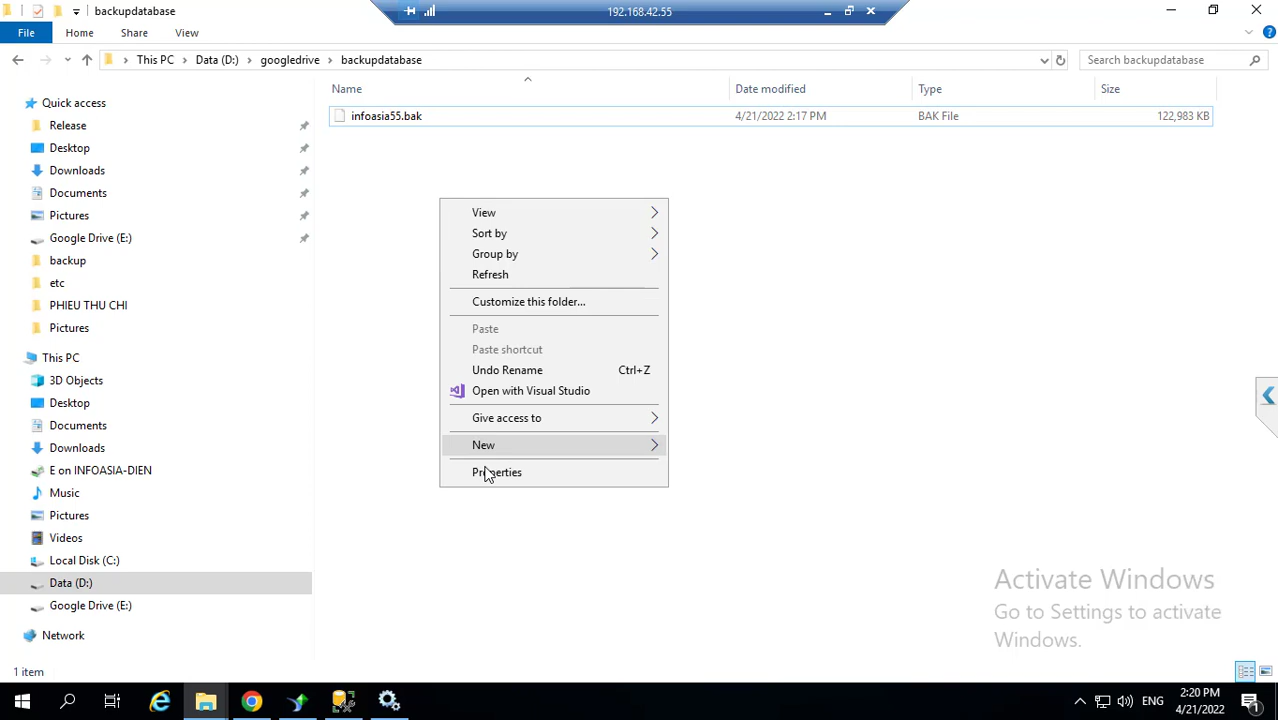 backupdatabase
192.168.42.55
File Home Share View
This PC Data (D:) googledrive backupdatabase
Search backupdatabase
Name Date modified Type Size
infoasia55.bak 4/21/2022 2:17 PM BAK File 122,983 KB
Quick access
Release
Desktop
Downloads
Documents
Pictures
Google Drive (E:)
backup
etc
PHIEU THU CHI
Pictures
This PC
3D Objects
Desktop
Documents
Downloads
E on INFOASIA-DIEN
Music
Pictures
Videos
Local Disk (C:)
Data (D:)
Google Drive (E:)
Network
View
Sort by
Group by
Refresh
Customize this folder...
Paste
Paste shortcut
Undo Rename Ctrl+Z
Open with Visual Studio
Give access to
New
Properties
Activate Windows
Go to Settings to activate
Windows.
1 item
ENG
2:20 PM
4/21/2022
1